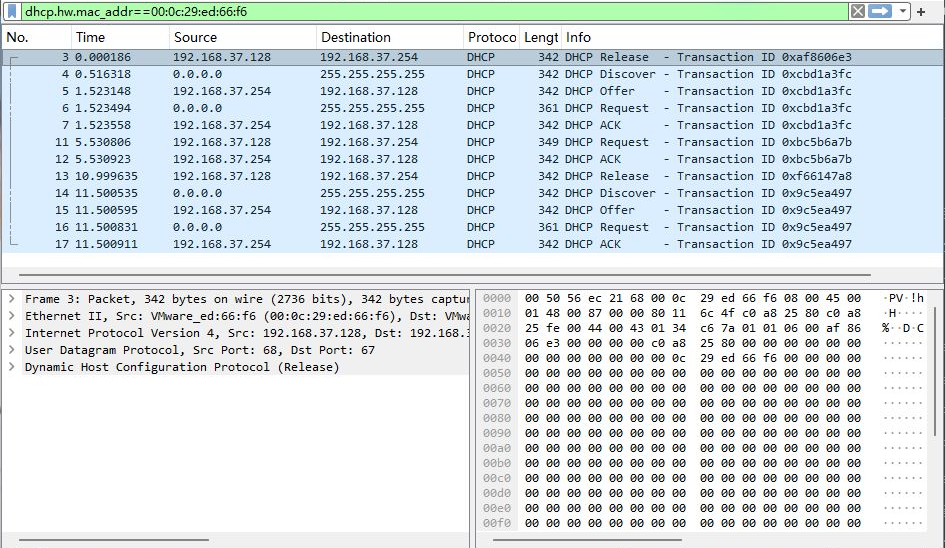 dhcp.hw.mac_addr==00:0c:29:ed:66:f6
No. Time Source Destination Protoco Lengt Info
3 0.000186 192.168.37.128 192.168.37.254 DHCP 342 DHCP Release - Transaction ID 0xaf8606e3
4 0.516318 0.0.0.0 255.255.255.255 DHCP 342 DHCP Discover - Transaction ID 0xcbd1a3fc
5 1.523148 192.168.37.254 192.168.37.128 DHCP 342 DHCP Offer - Transaction ID 0xcbd1a3fc
6 1.523494 0.0.0.0 255.255.255.255 DHCP 361 DHCP Request - Transaction ID 0xcbd1a3fc
7 1.523558 192.168.37.254 192.168.37.128 DHCP 342 DHCP ACK - Transaction ID 0xcbd1a3fc
11 5.530806 192.168.37.128 192.168.37.254 DHCP 349 DHCP Request - Transaction ID 0xbc5b6a7b
12 5.530923 192.168.37.254 192.168.37.128 DHCP 342 DHCP ACK - Transaction ID 0xbc5b6a7b
13 10.999635 192.168.37.128 192.168.37.254 DHCP 342 DHCP Release - Transaction ID 0xf66147a8
14 11.500535 0.0.0.0 255.255.255.255 DHCP 342 DHCP Discover - Transaction ID 0x9c5ea497
15 11.500595 192.168.37.254 192.168.37.128 DHCP 342 DHCP Offer - Transaction ID 0x9c5ea497
16 11.500831 0.0.0.0 255.255.255.255 DHCP 361 DHCP Request - Transaction ID 0x9c5ea497
17 11.500911 192.168.37.254 192.168.37.128 DHCP 342 DHCP ACK - Transaction ID 0x9c5ea497
Frame 3: Packet, 342 bytes on wire (2736 bits), 342 bytes captur
Ethernet II, Src: VMware_ed:66:f6 (00:0c:29:ed:66:f6), Dst: VMwa
Internet Protocol Version 4, Src: 192.168.37.128, Dst: 192.168.3
User Datagram Protocol, Src Port: 68, Dst Port: 67
Dynamic Host Configuration Protocol (Release)
0000 00 50 56 ec 21 68 00 0c 29 ed 66 f6 08 00 45 00 ·PV·!h
0010 01 48 00 87 00 00 80 11 6c 4f c0 a8 25 80 c0 a8 ·H····
0020 25 fe 00 44 00 43 01 34 c6 7a 01 01 06 00 af 86 %··D·C
0030 06 e3 00 00 00 00 c0 a8 25 80 00 00 00 00 00 00 ······
0040 00 00 00 00 00 00 00 0c 29 ed 66 f6 00 00 00 00 ······
0050 00 00 00 00 00 00 00 00 00 00 00 00 00 00 00 00 ······
0060 00 00 00 00 00 00 00 00 00 00 00 00 00 00 00 00 ······
0070 00 00 00 00 00 00 00 00 00 00 00 00 00 00 00 00 ······
0080 00 00 00 00 00 00 00 00 00 00 00 00 00 00 00 00 ······
0090 00 00 00 00 00 00 00 00 00 00 00 00 00 00 00 00 ······
00a0 00 00 00 00 00 00 00 00 00 00 00 00 00 00 00 00 ······
00b0 00 00 00 00 00 00 00 00 00 00 00 00 00 00 00 00 ······
00c0 00 00 00 00 00 00 00 00 00 00 00 00 00 00 00 00 ······
00d0 00 00 00 00 00 00 00 00 00 00 00 00 00 00 00 00 ······
00e0 00 00 00 00 00 00 00 00 00 00 00 00 00 00 00 00 ······
00f0 00 00 00 00 00 00 00 00 00 00 00 00 00 00 00 00 ······